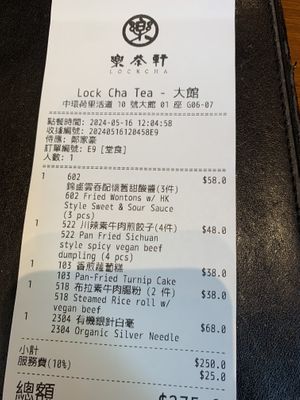 樂茶軒
LOCKCHA
Lock Cha Tea - 大館
中環荷里活道 10 號大館 01 座 G06-07
點餐時間: 2024-05-16 12:04:58
收據編號: 20240516120458E9
侍應: 鄭家豪
訂單編號: E9 [堂食]
人數: 1
1 602 $58.0
錦鹵雲吞配懷舊甜酸醬(3件)
602 Fried Wontons w/ HK
Style Sweet & Sour Sauce
(3 pcs)
1 522 川辣素牛肉煎餃子(4件) $48.0
522 Pan Fried Sichuan
style spicy vegan beef
dumpling (4 pcs)
1 103 香煎蘿蔔糕 $38.0
103 Pan-Fried Turnip Cake
1 518 布拉素牛肉腸粉 (2 件) $38.0
518 Steamed Rice roll w/
vegan beef
1 2304 有機銀針白毫 $68.0
2304 Organic Silver Needle
小計 $250.0
服務費(10%) $25.0
總額